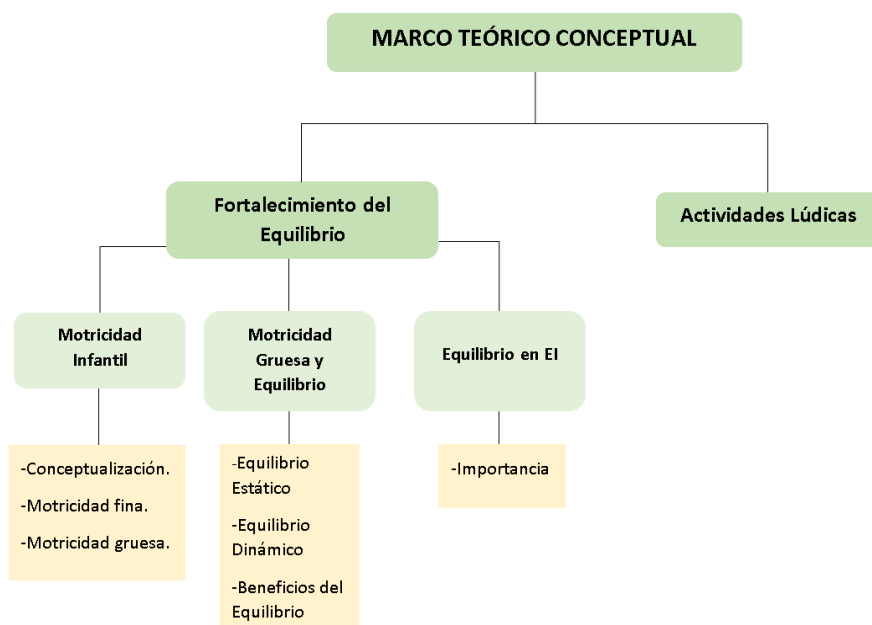 MARCO TEÓRICO CONCEPTUAL
Fortalecimiento del
Equilibrio
Actividades Lúdicas
Motricidad
Infantil
Motricidad
Gruesa y
Equilibrio
Equilibrio en EI
-Conceptualización.
-Motricidad fina.
-Motricidad gruesa.
-Equilibrio
Estático
-Equilibrio
Dinámico
-Beneficios del
Equilibrio
-Importancia